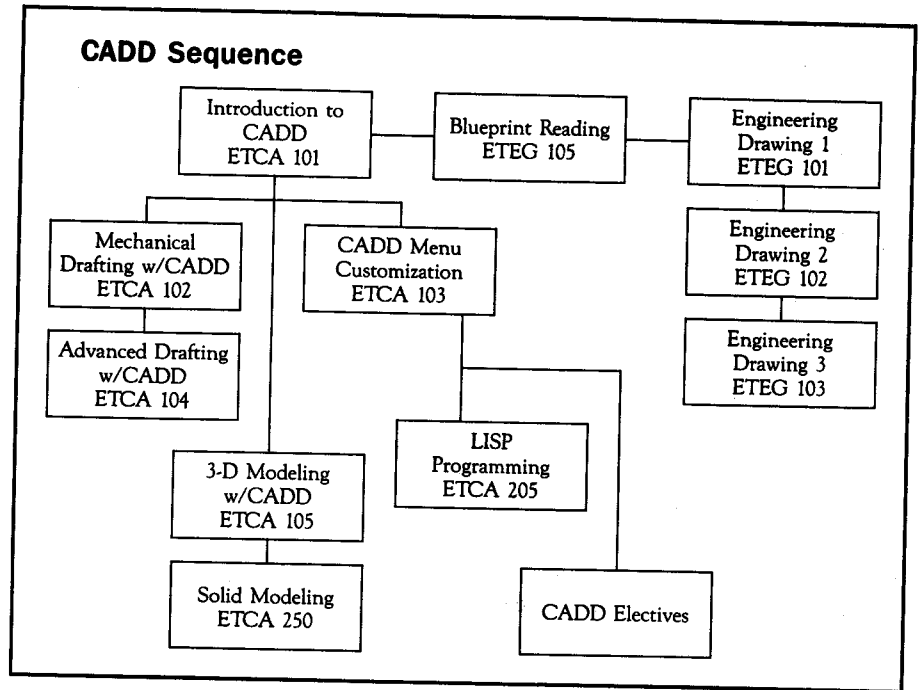 CADD Sequence
Introduction to
CADD
ETCA 101
Blueprint Reading
ETEG 105
Engineering
Drawing 1
ETEG 101
Mechanical
Drafting w/CADD
ETCA 102
CADD Menu
Customization
ETCA 103
Engineering
Drawing 2
ETEG 102
Advanced Drafting
w/CADD
ETCA 104
Engineering
Drawing 3
ETEG 103
3-D Modeling
w/CADD
ETCA 105
LISP
Programming
ETCA 205
Solid Modeling
ETCA 250
CADD Electives